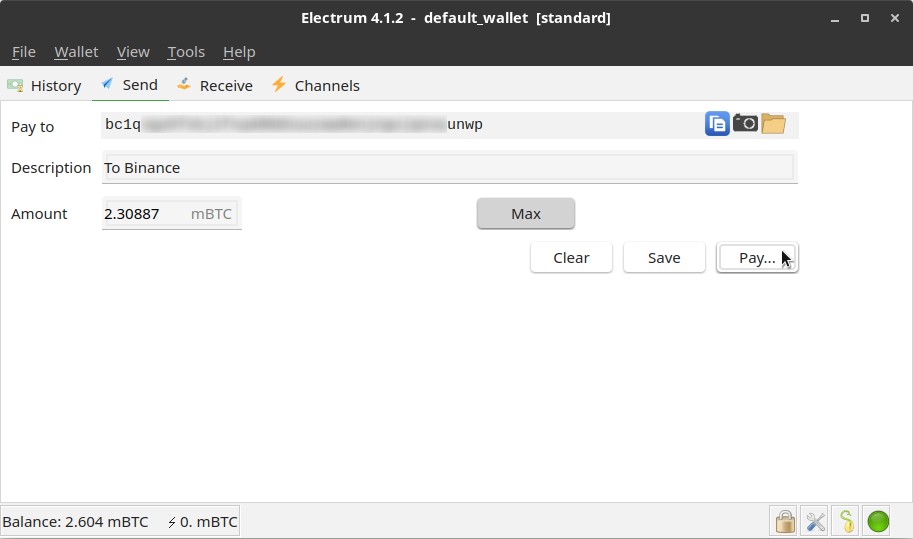 Electrum 4.1.2 - default_wallet [standard]
File Wallet View Tools Help
History Send Receive Channels
Pay to bc1q unwp
Description To Binance
Amount 2.30887 mBTC Max
Clear Save Pay...
Balance: 2.604 mBTC 0. mBTC